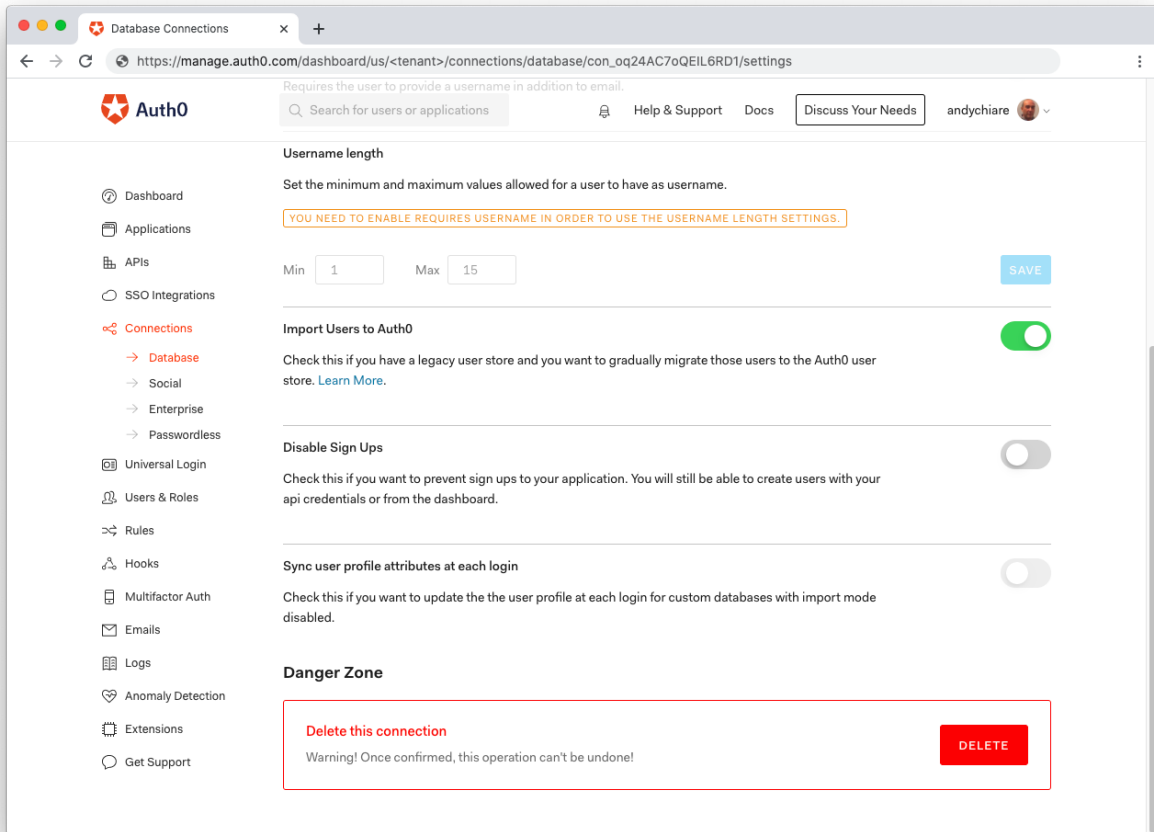 Database Connections
https://manage.auth0.com/dashboard/us/<tenant>/connections/database/con_oq24AC7oQEIL6RD1/settings
Requires the user to provide a username in addition to email.
Auth0
Search for users or applications
Help & Support
Docs
Discuss Your Needs
andychiare
Dashboard
Applications
APIs
SSO Integrations
Connections
Database
Social
Enterprise
Passwordless
Universal Login
Users & Roles
Rules
Hooks
Multifactor Auth
Emails
Logs
Anomaly Detection
Extensions
Get Support
Username length
Set the minimum and maximum values allowed for a user to have as username.
YOU NEED TO ENABLE REQUIRES USERNAME IN ORDER TO USE THE USERNAME LENGTH SETTINGS.
Min 1 Max 15 SAVE
Import Users to Auth0
Check this if you have a legacy user store and you want to gradually migrate those users to the Auth0 user
store. Learn More.
Disable Sign Ups
Check this if you want to prevent sign ups to your application. You will still be able to create users with your
api credentials or from the dashboard.
Sync user profile attributes at each login
Check this if you want to update the the user profile at each login for custom databases with import mode
disabled.
Danger Zone
Delete this connection
Warning! Once confirmed, this operation can't be undone!
DELETE